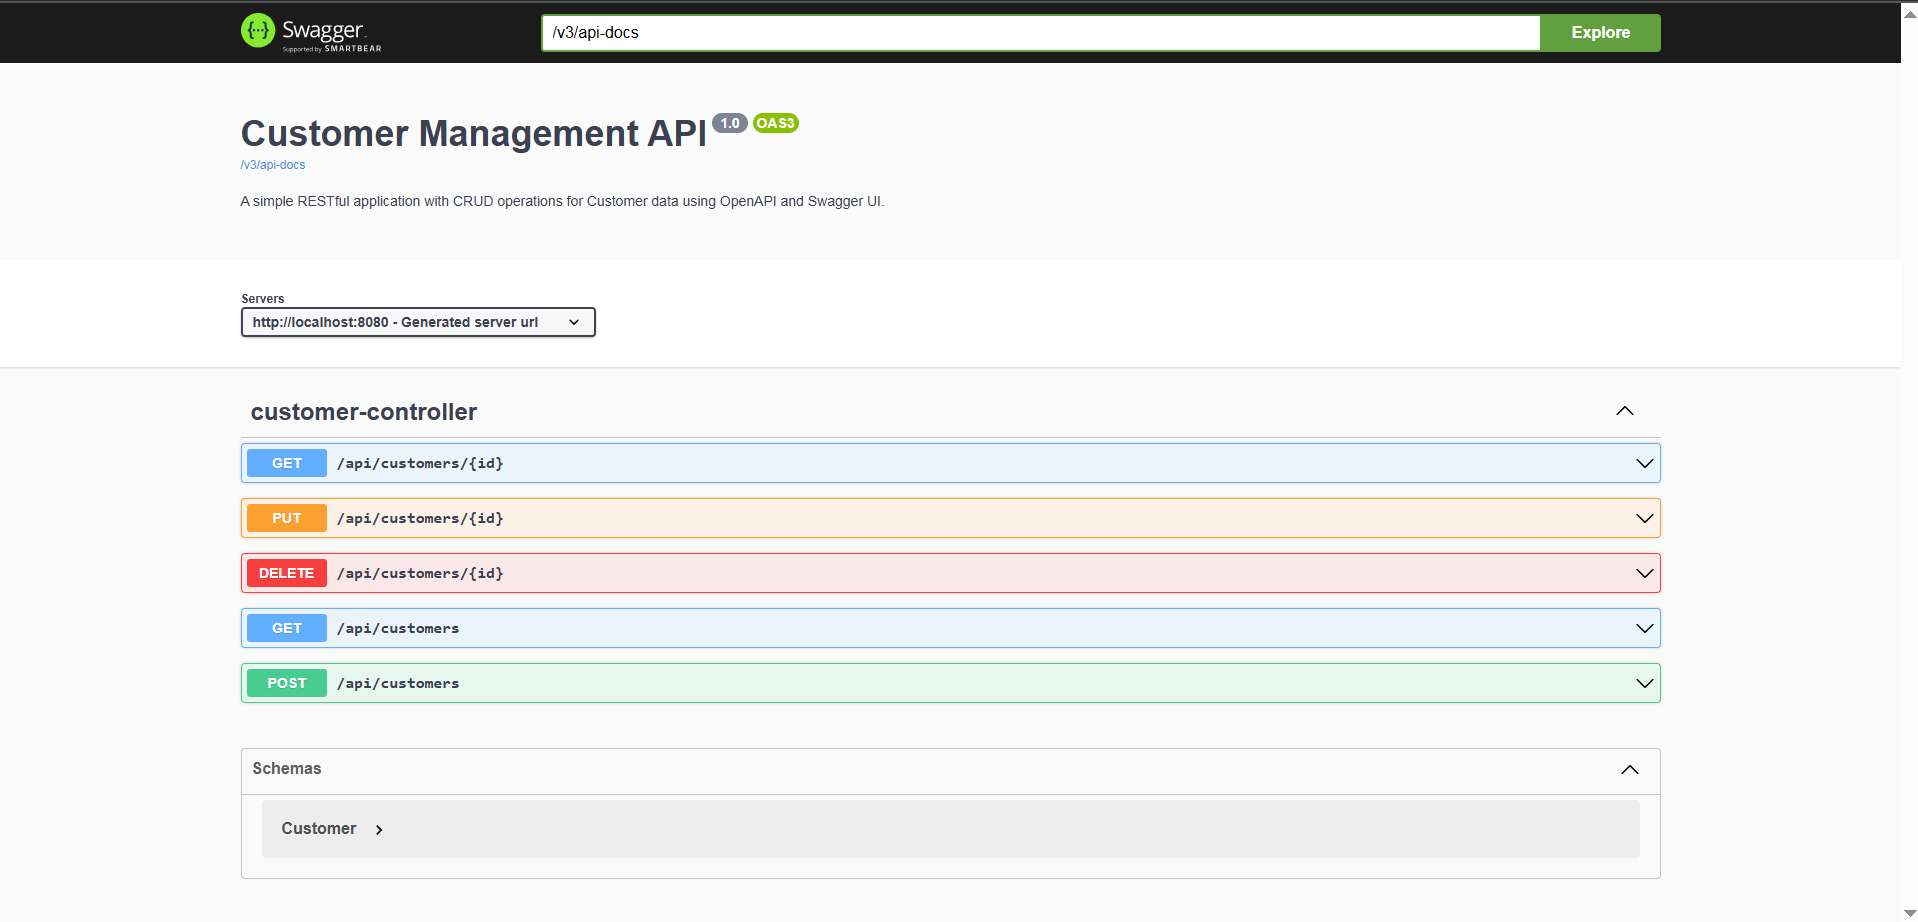 {···} Swagger.
Supported by SMARTBEAR
/v3/api-docs
Explore
Customer Management API 1.0 OAS3
/v3/api-docs
A simple RESTful application with CRUD operations for Customer data using OpenAPI and Swagger UI.
Servers
http://localhost:8080 - Generated server url
customer-controller
GET /api/customers/{id}
PUT /api/customers/{id}
DELETE /api/customers/{id}
GET /api/customers
POST /api/customers
Schemas
Customer